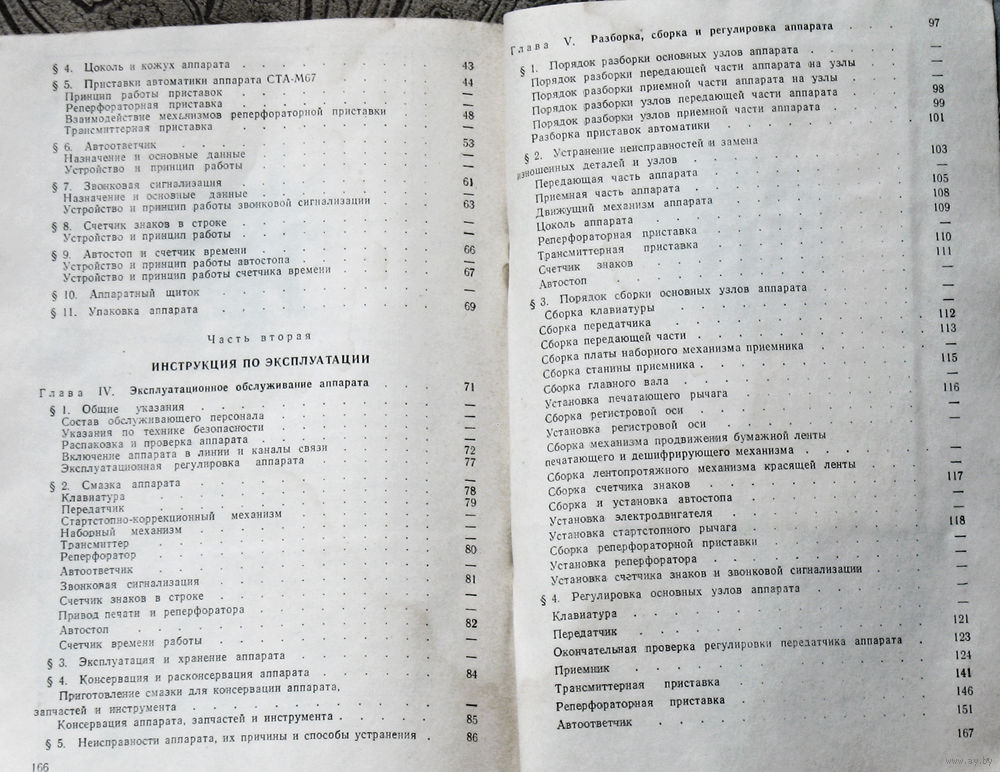 § 4. Цоколь и кожух аппарата . . . . . . . 43
§ 5. Приставки автоматики аппарата СТА-М67 . . . . 44
Принцип работы приставок . . . . . . . —
Реперфораторная приставка . . . . . . . —
Взаимодействие механизмов реперфораторной приставки . . 48
Трансмиттерная приставка . . . . . . . —
§ 6. Автоответчик . . . . . . . 53
Назначение и основные данные . . . . . . . —
Устройство и принцип работы . . . . . . . —
§ 7. Звонковая сигнализация . . . . . . . 61
Назначение и основные данные . . . . . . . —
Устройство и принцип работы звонковой сигнализации . . . 63
§ 8. Счетчик знаков в строке . . . . . . . —
Устройство и принцип работы . . . . . . . —
§ 9. Автостоп и счетчик времени . . . . . . . 66
Устройство и принцип работы автостопа . . . . . —
Устройство и принцип работы счетчика времени . . . . 67
§ 10. Аппаратный щиток . . . . . . . —
§ 11. Упаковка аппарата . . . . . . . 69
Часть вторая
ИНСТРУКЦИЯ ПО ЭКСПЛУАТАЦИИ
Глава IV. Эксплуатационное обслуживание аппарата . . . . 71
§ 1. Общие указания . . . . . . . —
Состав обслуживающего персонала . . . . . . —
Указания по технике безопасности . . . . . . —
Распаковка и проверка аппарата . . . . . . —
Включение аппарата в линии и каналы связи . . . . 72
Эксплуатационная регулировка аппарата . . . . . 77
§ 2. Смазка аппарата . . . . . . . —
Клавиатура . . . . . . . 78
Передатчик . . . . . . . 79
Стартстопно-коррекционный механизм . . . . . —
Наборный механизм . . . . . . . —
Трансмиттер . . . . . . . —
Реперфоратор . . . . . . . 80
Автоответчик . . . . . . . —
Звонковая сигнализация . . . . . . . 81
Счетчик знаков в строке . . . . . . . —
Привод печати и реперфоратора . . . . . . —
Автостоп . . . . . . . 82
Счетчик времени работы . . . . . . . —
§ 3. Эксплуатация и хранение аппарата . . . . . —
§ 4. Консервация и расконсервация аппарата . . . . . 84
Приготовление смазки для консервации аппарата,
запчастей и инструмента . . . . . . . —
Консервация аппарата, запчастей и инструмента . . . . 85
§ 5. Неисправности аппарата, их причины и способы устранения . 86
166
Глава V. Разборка, сборка и регулировка аппарата . . . 97
§ 1. Порядок разборки основных узлов аппарата . . . . —
Порядок разборки передающей части аппарата на узлы . . —
Порядок разборки приемной части аппарата на узлы . . —
Порядок разборки узлов передающей части аппарата . . 98
Порядок разборки узлов приемной части аппарата . . 99
Разборка приставок автоматики . . . . . . 101
§ 2. Устранение неисправностей и замена
изношенных деталей и узлов . . . . . . . 103
Передающая часть аппарата . . . . . . . —
Приемная часть аппарата . . . . . . . 105
Движущий механизм аппарата . . . . . . 108
Цоколь аппарата . . . . . . . 109
Реперфораторная приставка . . . . . . . —
Трансмиттерная приставка . . . . . . . 110
Счетчик знаков . . . . . . . 111
Автостоп . . . . . . . —
§ 3. Порядок сборки основных узлов аппарата . . . . —
Сборка клавиатуры . . . . . . . —
Сборка передатчика . . . . . . . 112
Сборка передающей части . . . . . . . 113
Сборка платы наборного механизма приемника . . . . —
Сборка станины приемника . . . . . . . 115
Сборка главного вала . . . . . . . —
Установка печатающего рычага . . . . . . 116
Сборка регистровой оси . . . . . . . —
Установка регистровой оси . . . . . . . —
Сборка механизма продвижения бумажной ленты
печатающего и дешифрирующего механизма . . . . —
Сборка лентопротяжного механизма красящей ленты . . —
Сборка счетчика знаков . . . . . . . 117
Сборка и установка автостопа . . . . . . —
Установка электродвигателя . . . . . . . —
Установка стартстопного рычага . . . . . . 118
Сборка реперфораторной приставки . . . . . —
Установка реперфоратора . . . . . . . —
Установка счетчика знаков и звонковой сигнализации . . —
§ 4. Регулировка основных узлов аппарата . . . . —
Клавиатура . . . . . . . —
Передатчик . . . . . . . 121
Окончательная проверка регулировки передатчика аппарата . 123
Приемник . . . . . . . 124
Трансмиттерная приставка . . . . . . . 141
Реперфораторная приставка . . . . . . . 146
Автоответчик . . . . . . . 151
167
www.ay.by